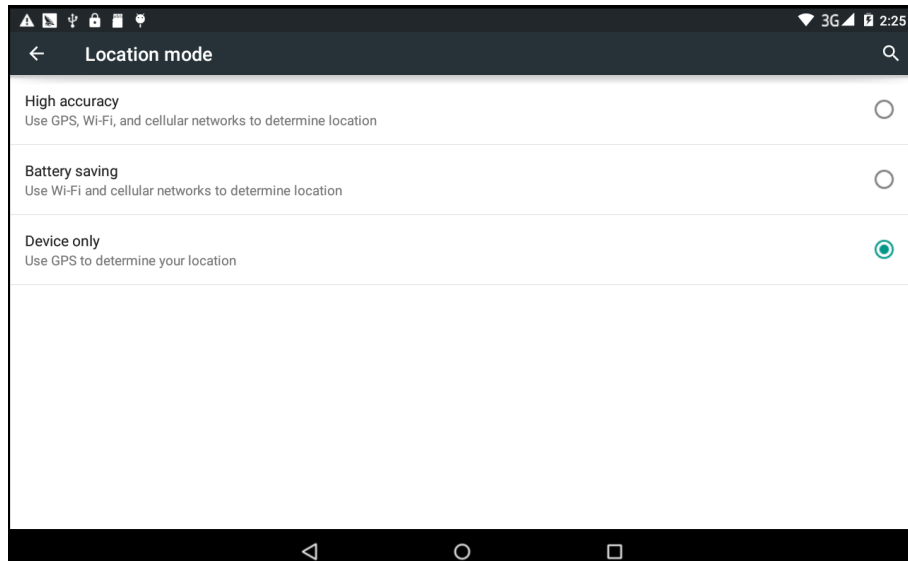 3G 2:25
Location mode
High accuracy
Use GPS, Wi-Fi, and cellular networks to determine location
Battery saving
Use Wi-Fi and cellular networks to determine location
Device only
Use GPS to determine your location